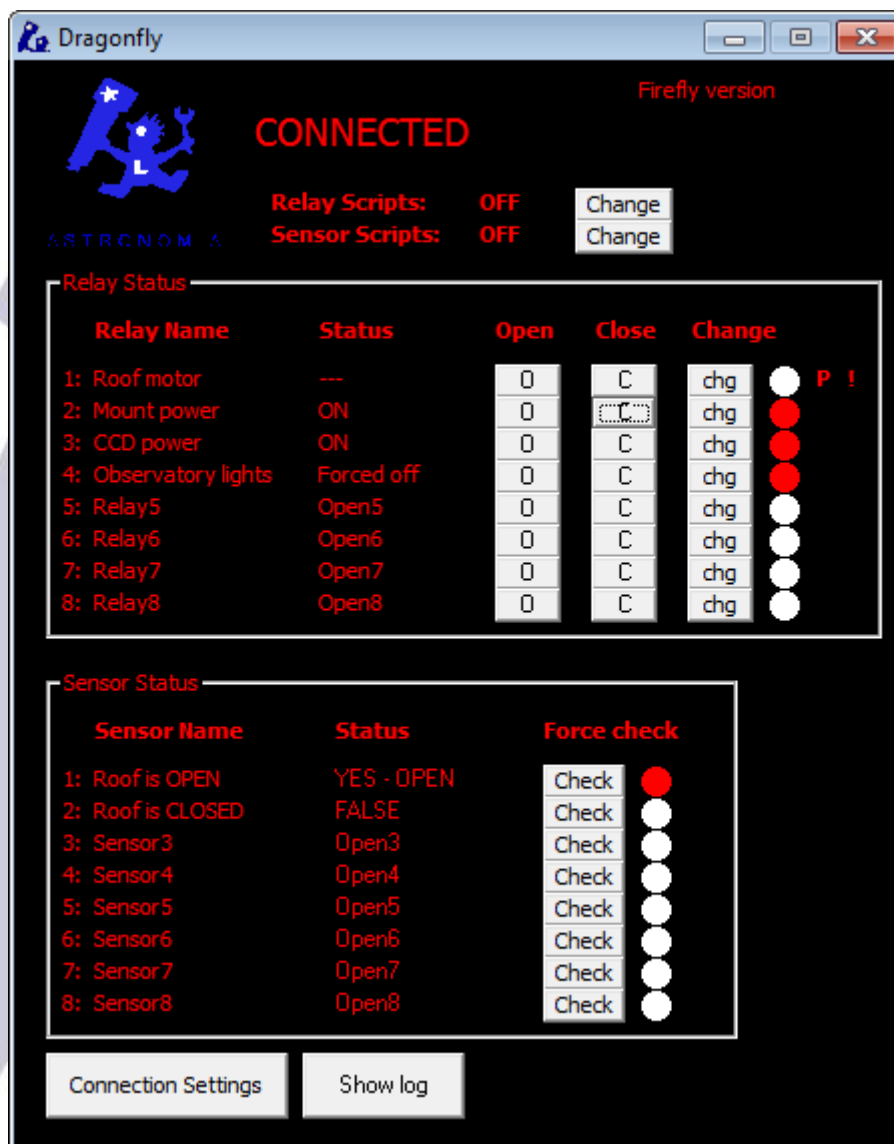 Dragonfly
Firefly version
CONNECTED
L
Relay Scripts: OFF Change
Sensor Scripts: OFF Change
ASTRONOM A
Relay Status
Relay Name Status Open Close Change
1: Roof motor --- O C chg P !
2: Mount power ON O C chg
3: CCD power ON O C chg
4: Observatory lights Forced off O C chg
5: Relay5 Open5 O C chg
6: Relay6 Open6 O C chg
7: Relay7 Open7 O C chg
8: Relay8 Open8 O C chg
Sensor Status
Sensor Name Status Force check
1: Roof is OPEN YES - OPEN Check
2: Roof is CLOSED FALSE Check
3: Sensor3 Open3 Check
4: Sensor4 Open4 Check
5: Sensor5 Open5 Check
6: Sensor6 Open6 Check
7: Sensor7 Open7 Check
8: Sensor8 Open8 Check
Connection Settings Show log